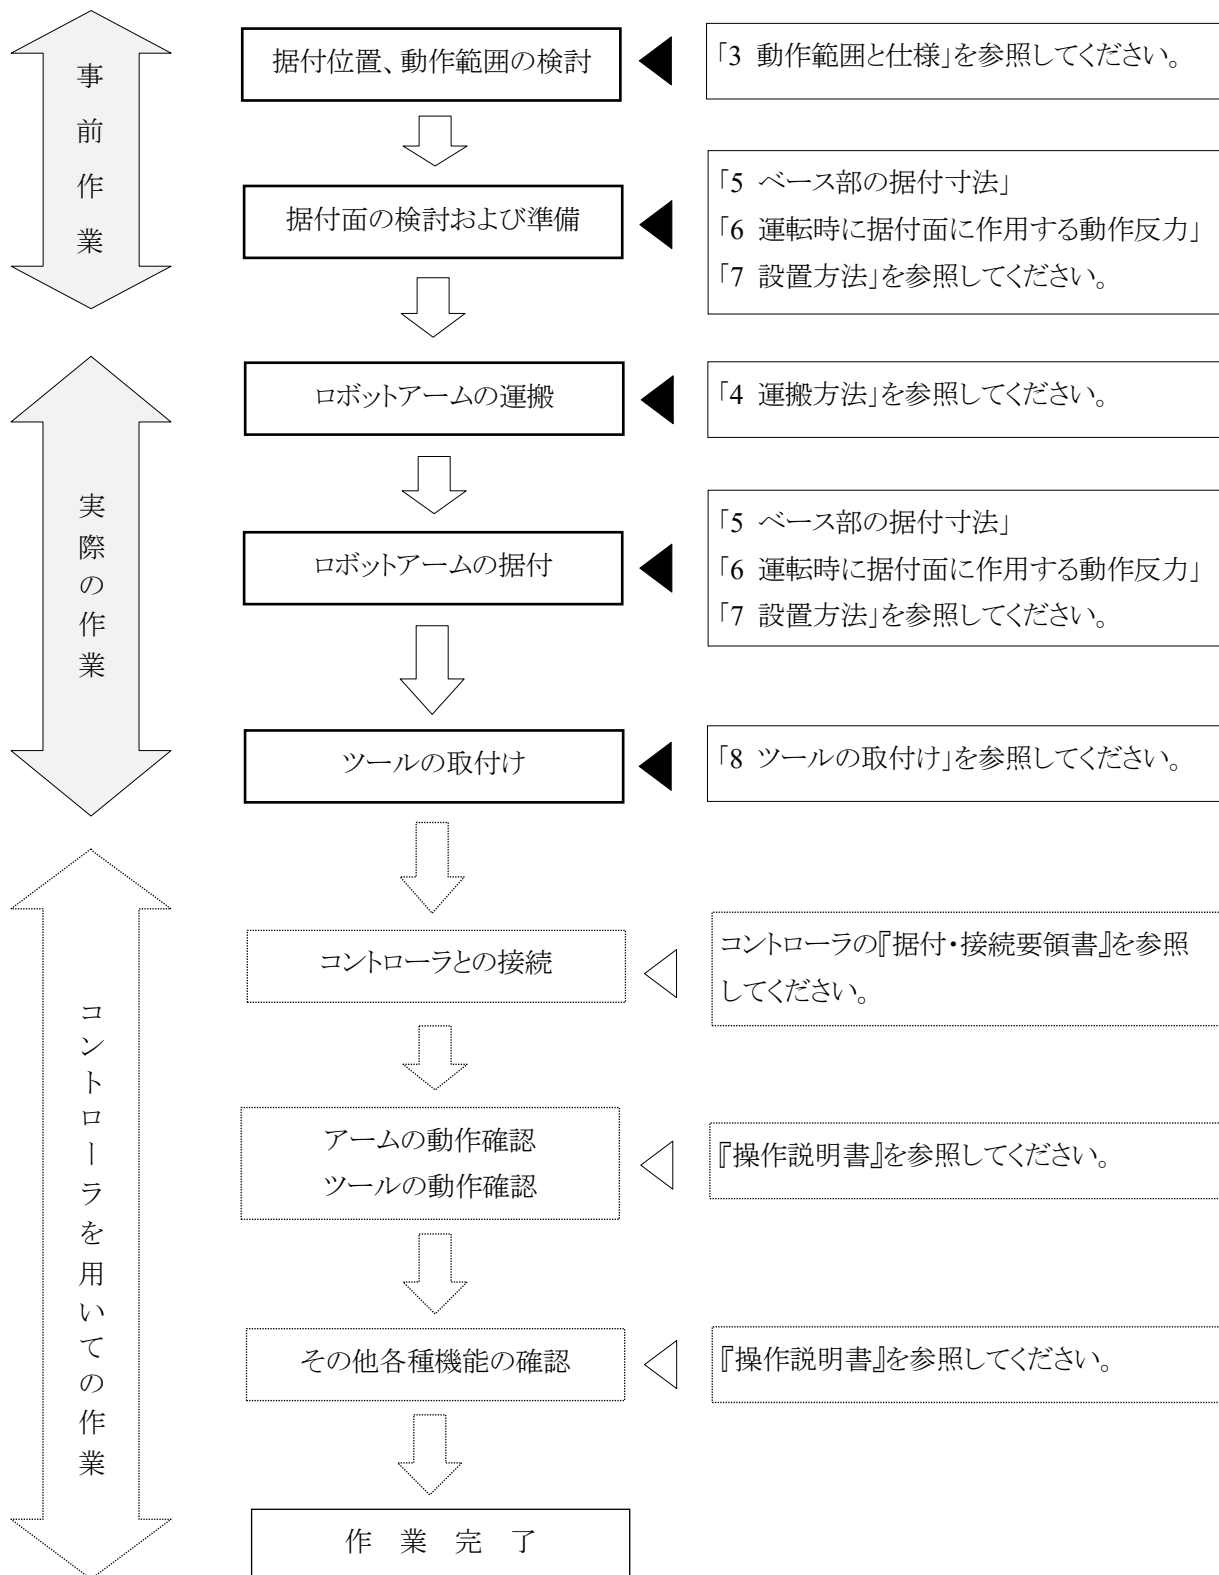 事前作業
据付位置、動作範囲の検討
「3 動作範囲と仕様」を参照してください。
据付面の検討および準備
「5 ベース部の据付寸法」
「6 運転時に据付面に作用する動作反力」
「7 設置方法」を参照してください。
実際の作業
ロボットアームの運搬
「4 運搬方法」を参照してください。
ロボットアームの据付
「5 ベース部の据付寸法」
「6 運転時に据付面に作用する動作反力」
「7 設置方法」を参照してください。
ツールの取付け
「8 ツールの取付け」を参照してください。
コントローラを用いての作業
コントローラとの接続
コントローラの『据付・接続要領書』を参照
してください。
アームの動作確認
ツールの動作確認
『操作説明書』を参照してください。
その他各種機能の確認
『操作説明書』を参照してください。
作 業 完 了